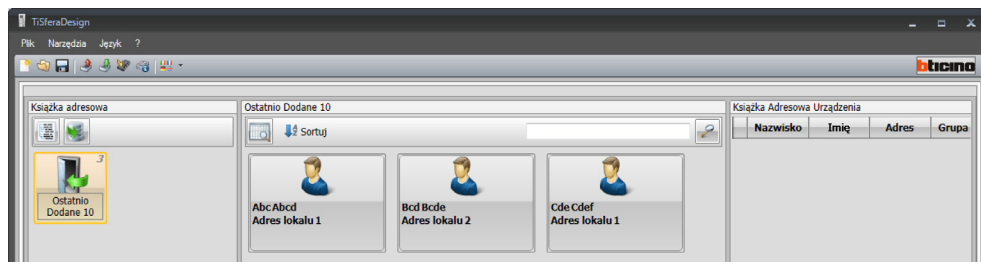 TiSferaDesign
Plik Narzędzia Język ?
bticino
Książka adresowa
Ostatnio Dodane 10
Książka Adresowa Urządzenia
Sortuj
Nazwisko Imię Adres Grupa
3
Ostatnio
Dodane 10
Abc Abcd
Adres lokalu 1
Bcd Bcde
Adres lokalu 2
Cde Cdef
Adres lokalu 1